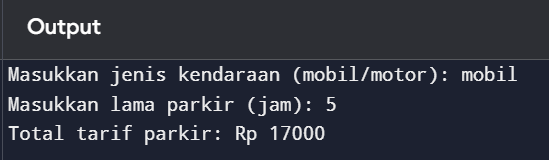 Output
Masukkan jenis kendaraan (mobil/motor): mobil
Masukkan lama parkir (jam): 5
Total tarif parkir: Rp 17000